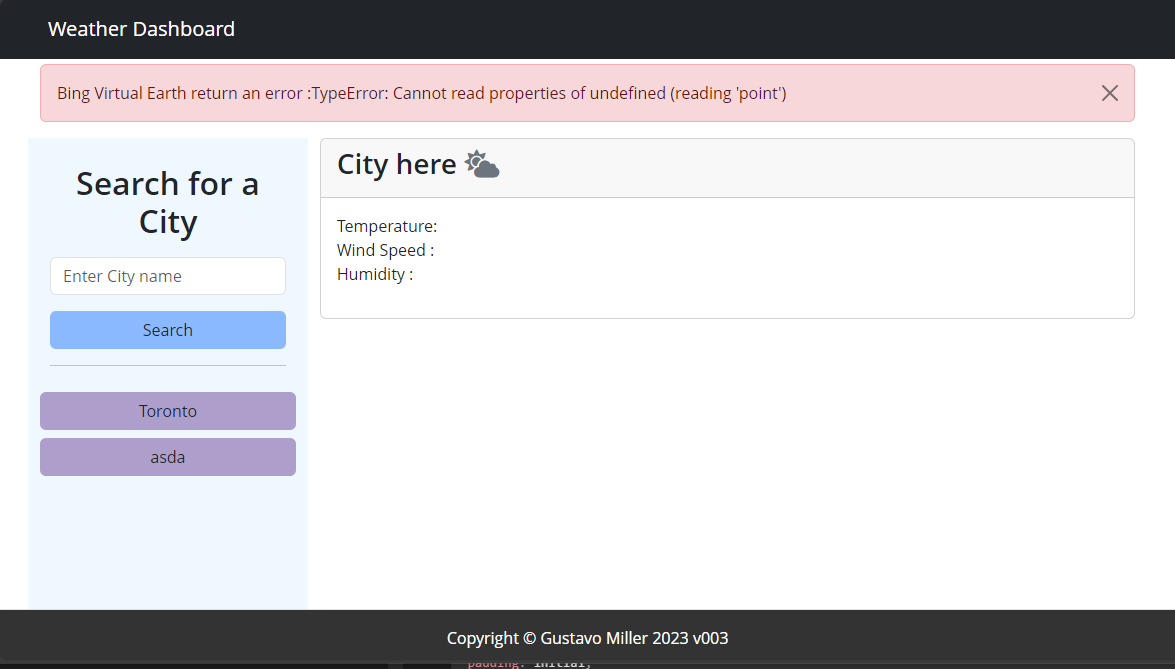 Weather Dashboard
Bing Virtual Earth return an error :TypeError: Cannot read properties of undefined (reading 'point')
Search for a
City
Enter City name
Search
Toronto
asda
City here
Temperature:
Wind Speed :
Humidity :
Copyright © Gustavo Miller 2023 v003
padding: initial;